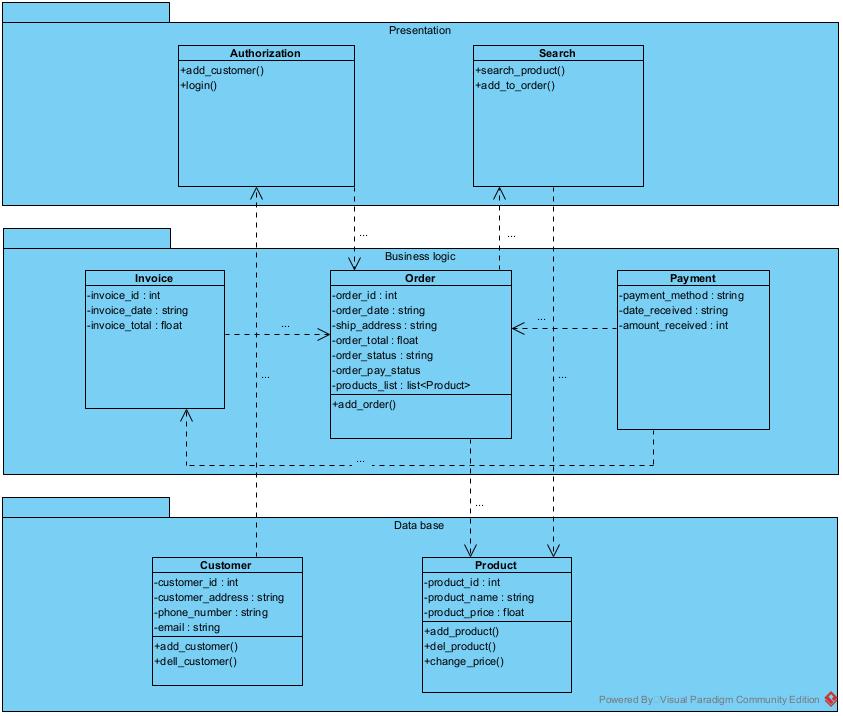 Presentation
Authorization
+add_customer()
+login()
Search
+search_product()
+add_to_order()
...
...
Business logic
Invoice
-invoice_id : int
-invoice_date : string
-invoice_total : float
...
Order
-order_id : int
-order_date : string
-ship_address : string
-order_total : float
-order_status : string
-order_pay_status
-products_list : list<Product>
+add_order()
...
Payment
-payment_method : string
-date_received : string
-amount_received : int
...
...
...
...
Data base
Customer
-customer_id : int
-customer_address : string
-phone_number : string
-email : string
+add_customer()
+dell_customer()
Product
-product_id : int
-product_name : string
-product_price : float
+add_product()
+del_product()
+change_price()
Powered By Visual Paradigm Community Edition